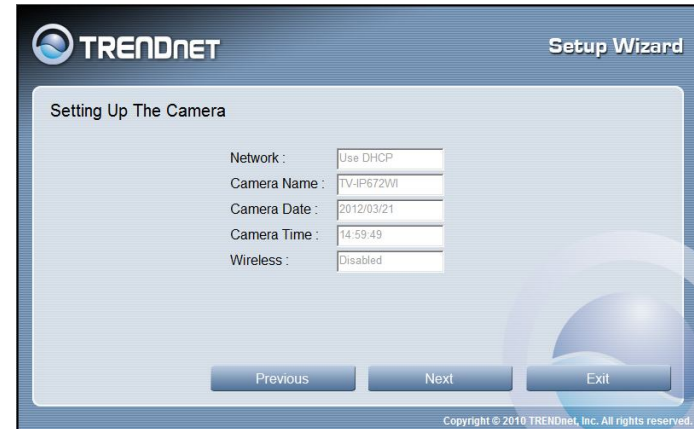 TRENDNET
Setup Wizard
Setting Up The Camera
Network : Use DHCP
Camera Name : TV-IP672WI
Camera Date : 2012/03/21
Camera Time : 14:59:49
Wireless : Disabled
Previous Next Exit
Copyright © 2010 TRENDnet, Inc. All rights reserved.